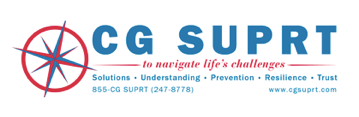 CG SUPRT
to navigate life's challenges
Solutions • Understanding • Prevention • Resilience • Trust
855-CG SUPRT (247-8778) www.cgsuprt.com